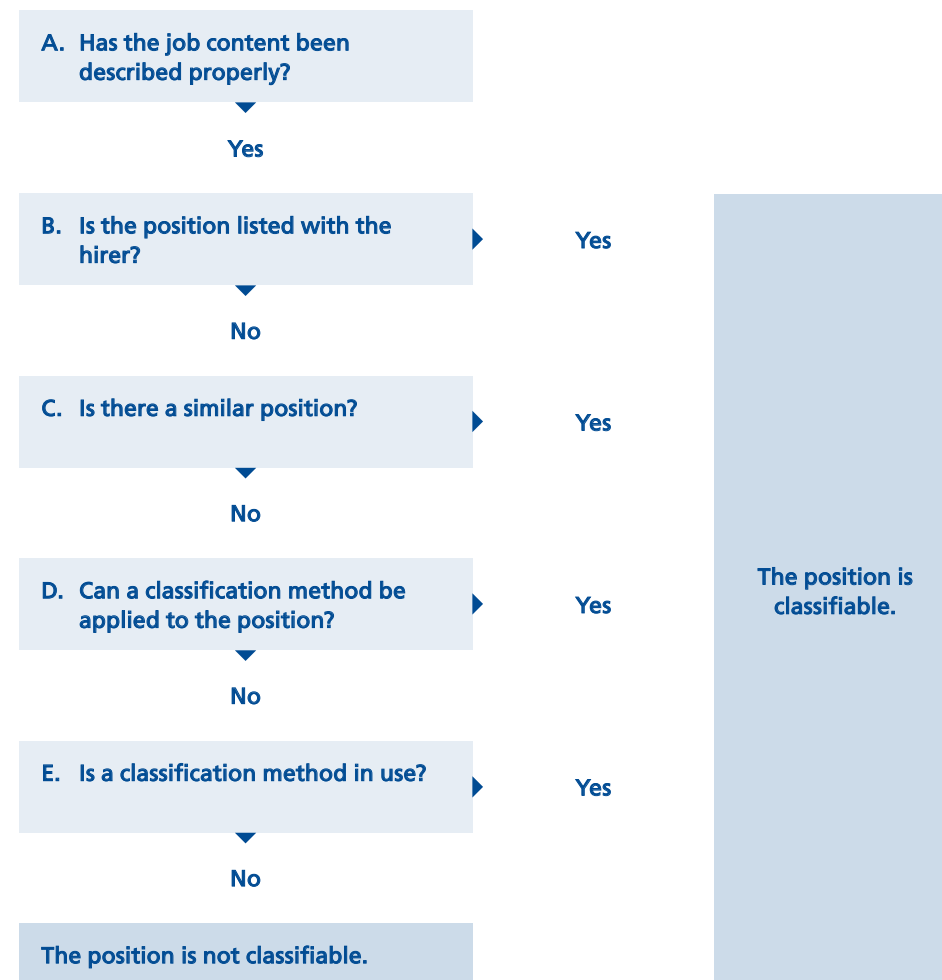 A. Has the job content been
described properly?
Yes
B. Is the position listed with the
hirer?
Yes
No
C. Is there a similar position?
Yes
No
D. Can a classification method be
applied to the position?
Yes
No
E. Is a classification method in use?
Yes
No
The position is not classifiable.
The position is
classifiable.